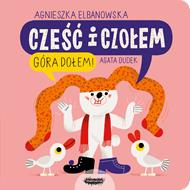 AGNIESZKA ELBANOWSKA
CZEŚĆ I CZOŁEM
GÓRA DOŁEM!
AGATA DUDEK